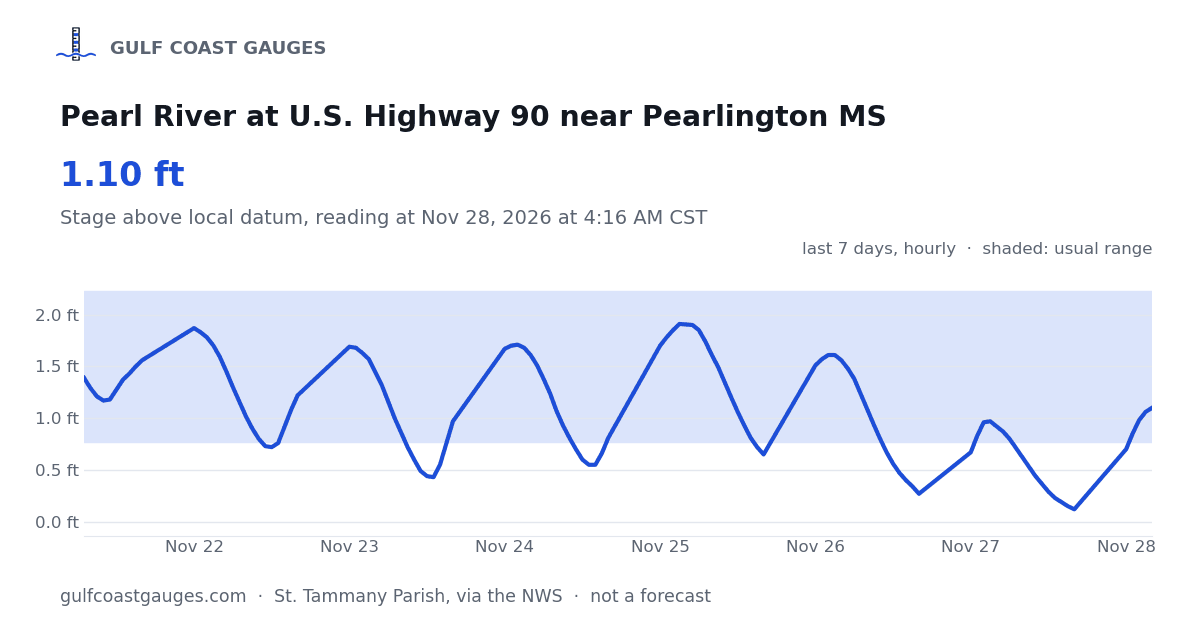 GULF COAST GAUGES
Pearl River at U.S. Highway 90 near Pearlington MS
1.10 ft
Stage above local datum, reading at Nov 28, 2026 at 4:16 AM CST
last 7 days, hourly · shaded: usual range
2.0 ft
1.5 ft
1.0 ft
0.5 ft
0.0 ft
Nov 22 Nov 23 Nov 24 Nov 25 Nov 26 Nov 27 Nov 28
gulfcoastgauges.com · St. Tammany Parish, via the NWS · not a forecast